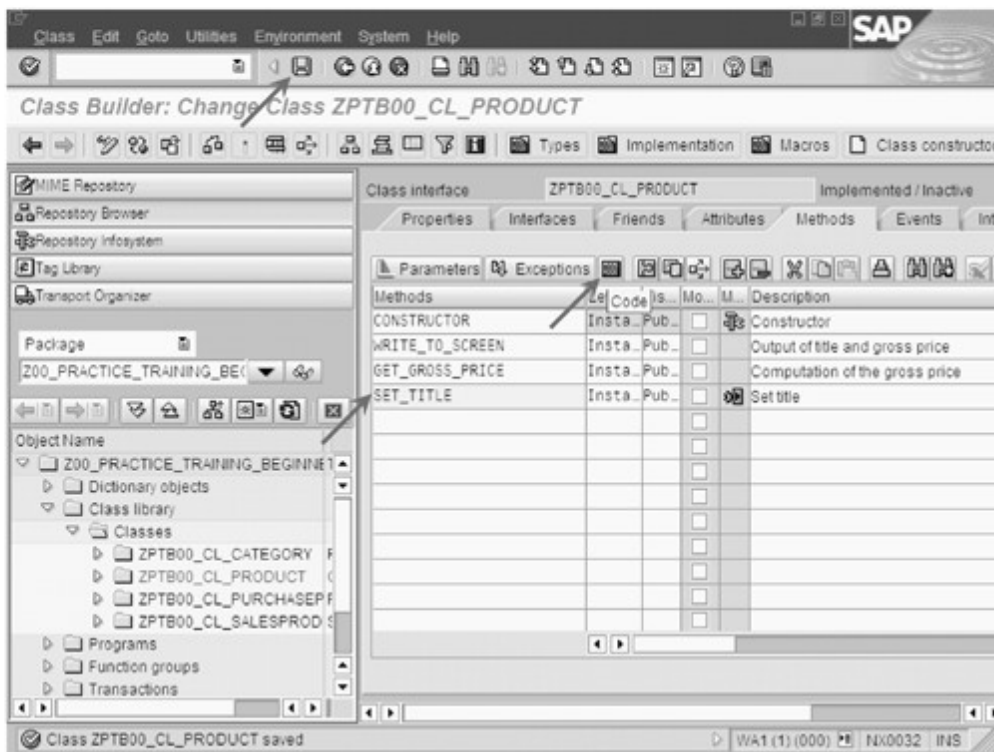 Class Edit Goto Utilities Environment System Help
SAP
Class Builder: Change Class ZPTB00_CL_PRODUCT
Types Implementation Macros Class constructo
MIME Repository
Repository Browser
Repository Infosystem
Tag Library
Transport Organizer
Package
Z00_PRACTICE_TRAINING_BE(
Object Name
Z00_PRACTICE_TRAINING_BEGINNE
Dictionary objects
Class library
Classes
ZPTB00_CL_CATEGORY
ZPTB00_CL_PRODUCT
ZPTB00_CL_PURCHASEP
ZPTB00_CL_SALESPROD
Programs
Function groups
Transactions
Class interface ZPTB00_CL_PRODUCT Implemented / Inactive
Properties Interfaces Friends Attributes Methods Events Int
Parameters Exceptions
Code
Methods Le is... Mo... M... Description
CONSTRUCTOR Insta… Pub… Constructor
WRITE_TO_SCREEN Insta… Pub… Output of title and gross price
GET_GROSS_PRICE Insta… Pub… Computation of the gross price
SET_TITLE Insta… Pub… Set title
Class ZPTB00_CL_PRODUCT saved WA1 (1) (000) NX0032 INS